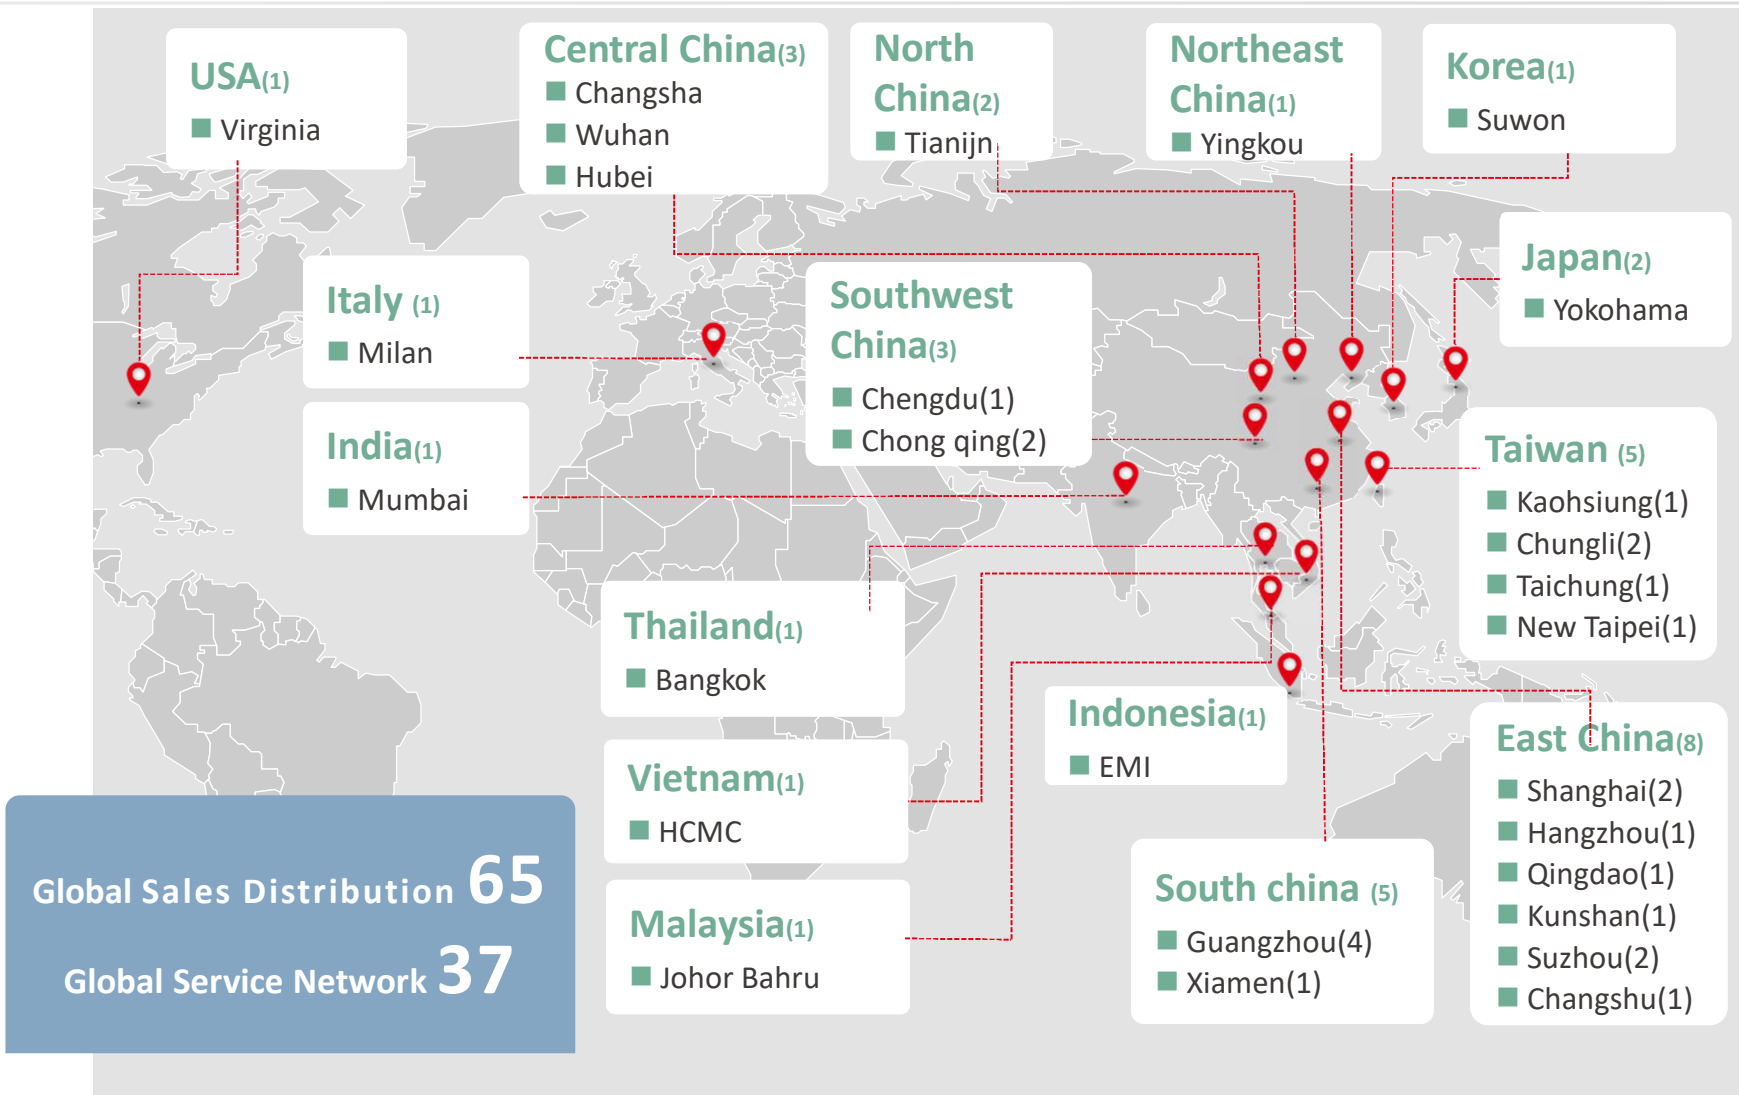 USA(1)
Virginia
Central China(3)
Changsha
Wuhan
Hubei
North
China(2)
Tianijn
Northeast
China(1)
Yingkou
Korea(1)
Suwon
Japan(2)
Yokohama
Italy (1)
Milan
India(1)
Mumbai
Southwest
China(3)
Chengdu(1)
Chong qing(2)
Taiwan (5)
Kaohsiung(1)
Chungli(2)
Taichung(1)
New Taipei(1)
Thailand(1)
Bangkok
Vietnam(1)
HCMC
Malaysia(1)
Johor Bahru
Indonesia(1)
EMI
South china (5)
Guangzhou(4)
Xiamen(1)
East China(8)
Shanghai(2)
Hangzhou(1)
Qingdao(1)
Kunshan(1)
Suzhou(2)
Changshu(1)
Global Sales Distribution 65
Global Service Network 37